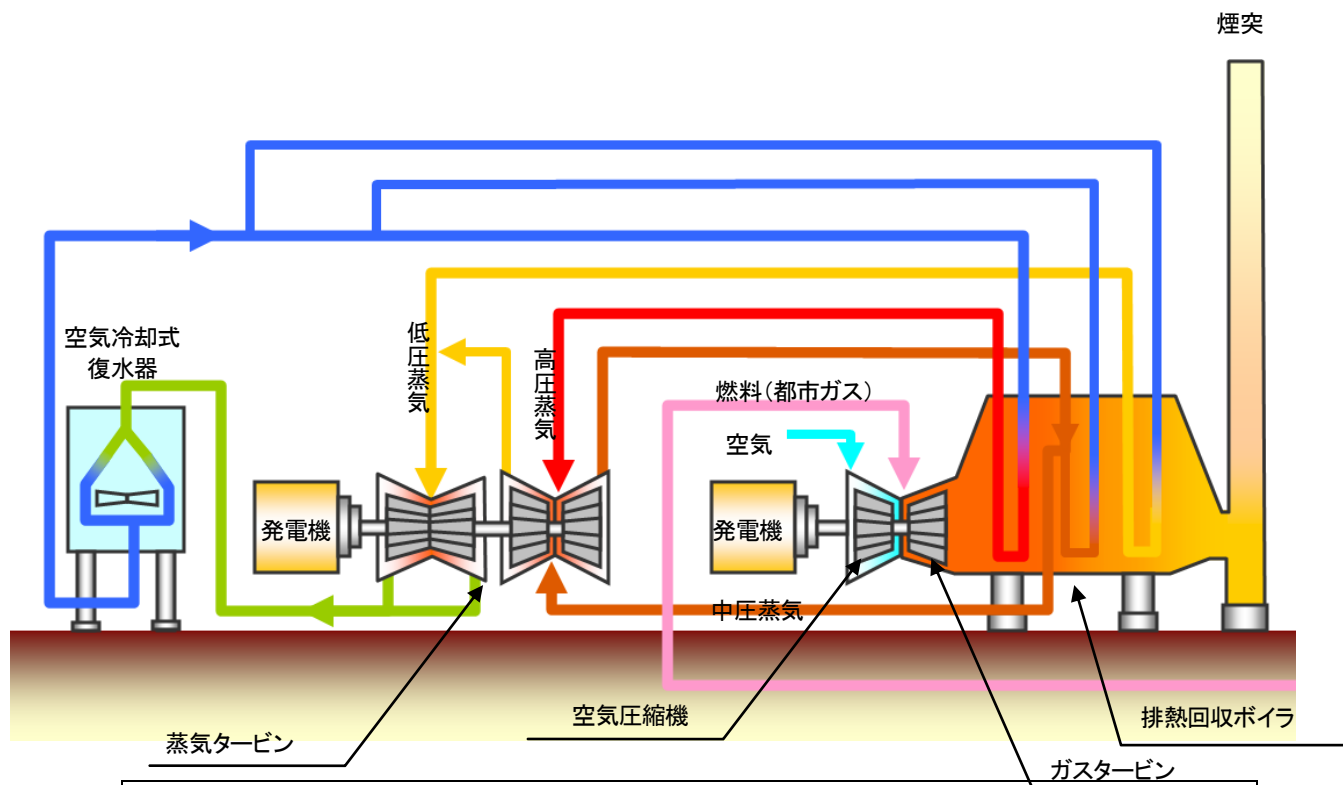 煙突
空気冷却式
復水器
低圧蒸気
高圧蒸気
燃料(都市ガス)
空気
発電機
発電機
中圧蒸気
空気圧縮機
排熱回収ボイラ
蒸気タービン
ガスタービン